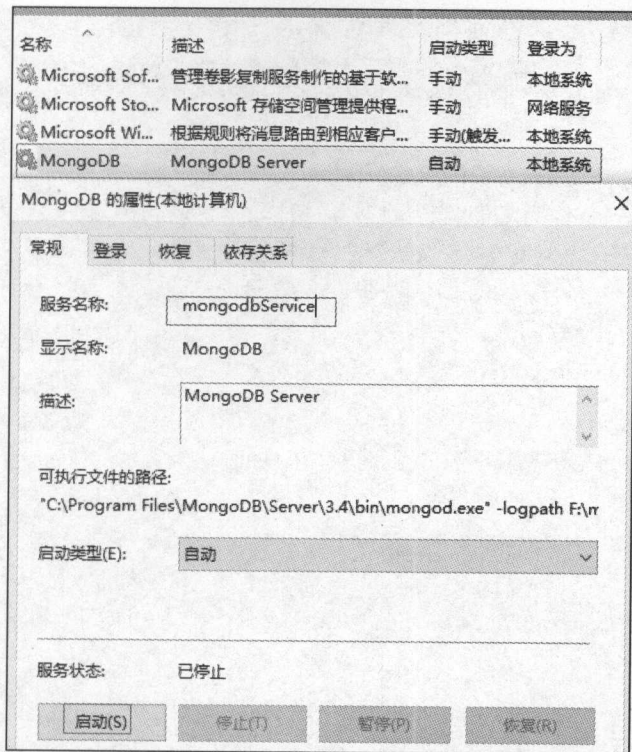 名称 描述 启动类型 登录为
Microsoft Sof... 管理卷影复制服务制作的基于软... 手动 本地系统
Microsoft Sto... Microsoft 存储空间管理提供程... 手动 网络服务
Microsoft Wi... 根据规则将消息路由到相应客户... 手动(触发... 本地系统
MongoDB MongoDB Server 自动 本地系统
MongoDB 的属性(本地计算机)
常规 登录 恢复 依存关系
服务名称: mongodbService
显示名称: MongoDB
描述: MongoDB Server
可执行文件的路径:
"C:\Program Files\MongoDB\Server\3.4\bin\mongod.exe" -logpath F:\m
启动类型(E): 自动
服务状态: 已停止
启动(S) 停止(T) 暂停(P) 恢复(R)